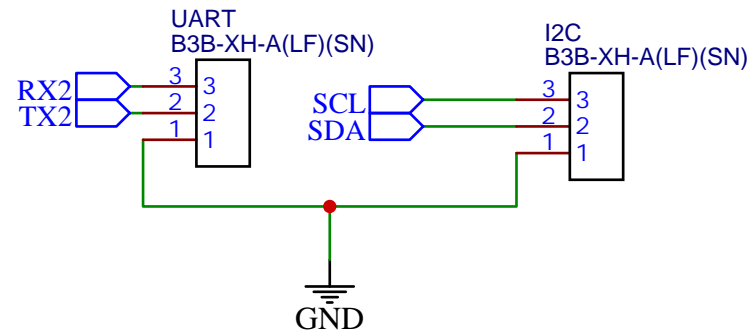 UART
B3B-XH-A(LF)(SN)
RX2 3 3
TX2 2 2
1 1
I2C
B3B-XH-A(LF)(SN)
SCL 3 3
SDA 2 2
1 1
GND